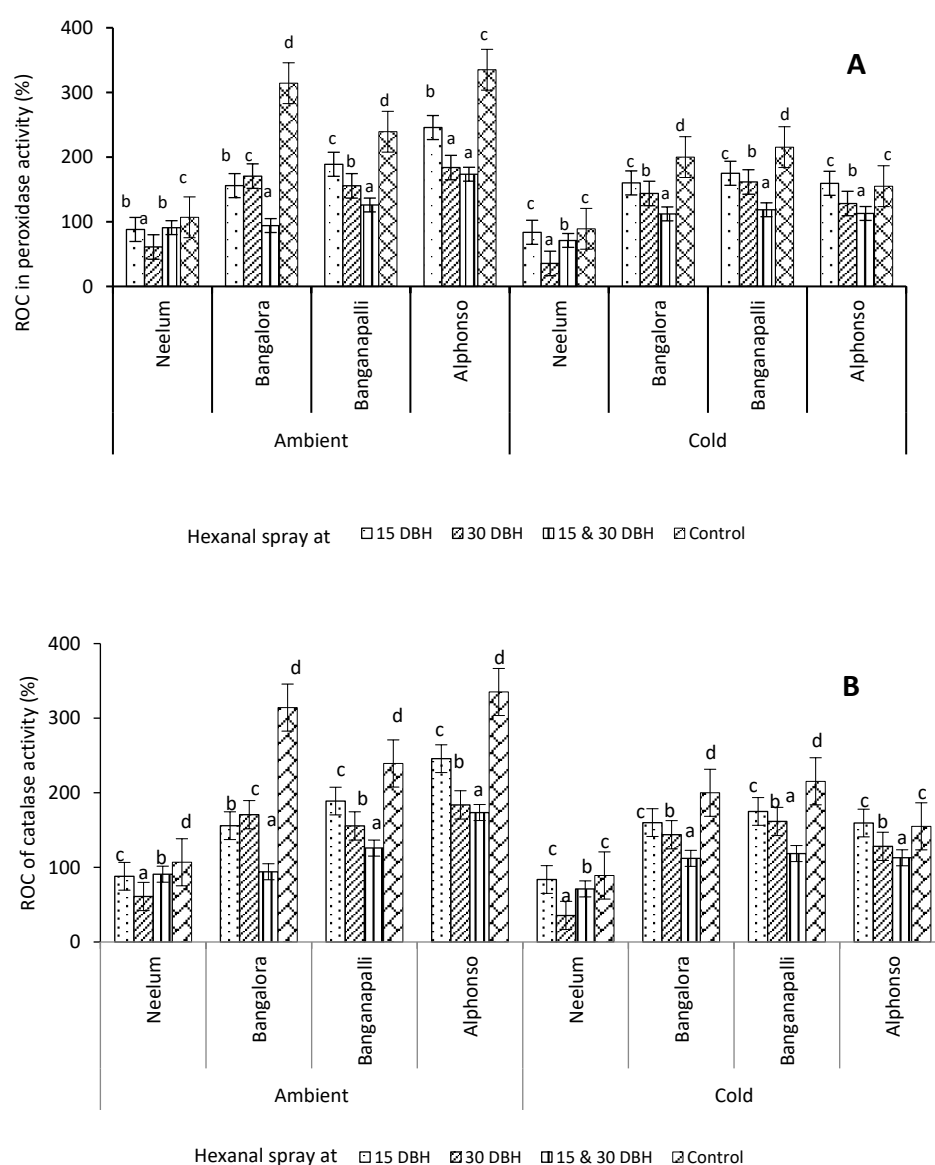 400
300
200
100
0
ROC in peroxidase activity (%)
A
b a b c
b c a d
c b a d
b a a c
c a b c
c b a d
c b a d
c b a c
Neelum Bangalora Banganapalli Alphonso Neelum Bangalora Banganapalli Alphonso
Ambient Cold
Hexanal spray at 15 DBH 30 DBH 15 & 30 DBH Control
400
300
200
100
0
ROC of catalase activity (%)
B
c a b d
b c a d
c b a d
c b a d
c a b c
c b a d
c b a d
c b a c
Neelum Bangalora Banganapalli Alphonso Neelum Bangalora Banganapalli Alphonso
Ambient Cold
Hexanal spray at 15 DBH 30 DBH 15 & 30 DBH Control